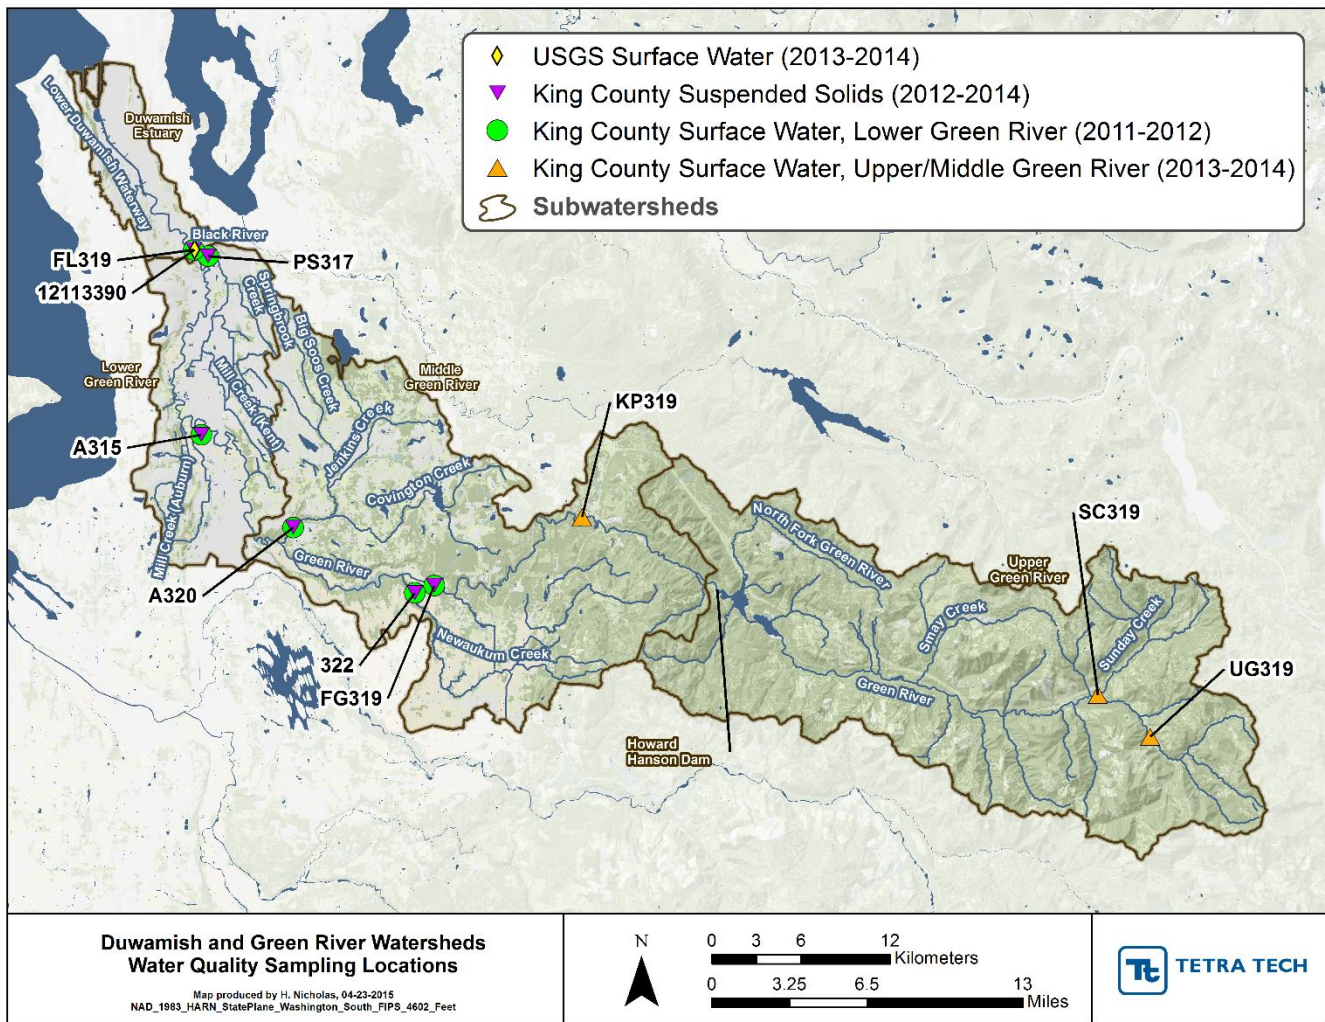 USGS Surface Water (2013-2014)
King County Suspended Solids (2012-2014)
King County Surface Water, Lower Green River (2011-2012)
King County Surface Water, Upper/Middle Green River (2013-2014)
Subwatersheds
Lower Duwamish Waterway
Duwamish
Estuary
Black River
FL319
12113390
PS317
Springbrook
Creek
Big Soos Creek
Lower
Green River
Middle
Green River
Mill Creek (Kent)
Jenkins Creek
KP319
A315
Covington Creek
Mill Creek (Auburn)
SC319
North Fork Green River
Upper
Green River
Green River
A320
Smay Creek
Sunday Creek
322
FG319
Newaukum Creek
UG319
Green River
Howard
Hanson Dam
Duwamish and Green River Watersheds
Water Quality Sampling Locations
Map produced by H. Nicholas, 04-23-2015
NAD_1983_HARN_StatePlane_Washington_South_FIPS_4602_Feet
N
0 3 6 12
Kilometers
0 3.25 6.5 13
Miles
Tt TETRA TECH